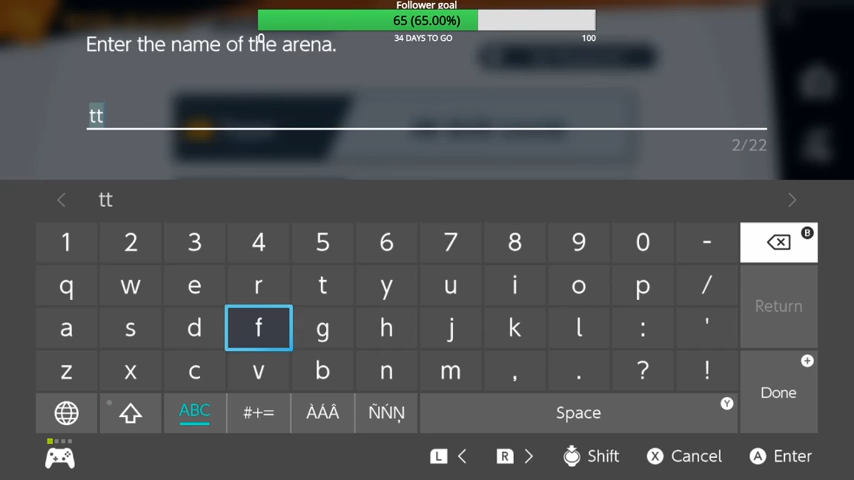 Follower goal
65 (65.00%)
0 34 DAYS TO GO 100
Enter the name of the arena.
tt
2/22
< tt >
1 2 3 4 5 6 7 8 9 0 - B
q w e r t y u i o p / Return
a s d f g h j k l : '
z x c v b n m , . ? ! + Done
ABC #+= ÀÁÂ ÑŃŅ Space Y
L < R > Shift X Cancel A Enter